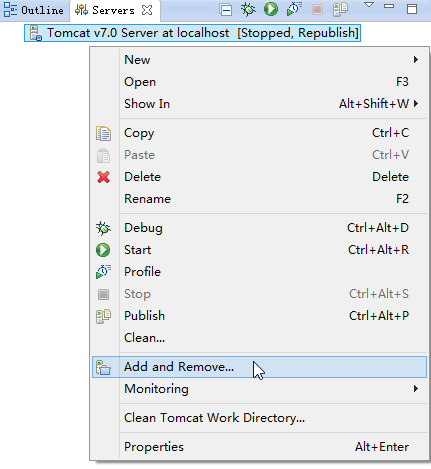 Outline Servers
Tomcat v7.0 Server at localhost [Stopped, Republish]
New
Open F3
Show In Alt+Shift+W
Copy Ctrl+C
Paste Ctrl+V
Delete Delete
Rename F2
Debug Ctrl+Alt+D
Start Ctrl+Alt+R
Profile
Stop Ctrl+Alt+S
Publish Ctrl+Alt+P
Clean...
Add and Remove...
Monitoring
Clean Tomcat Work Directory...
Properties Alt+Enter